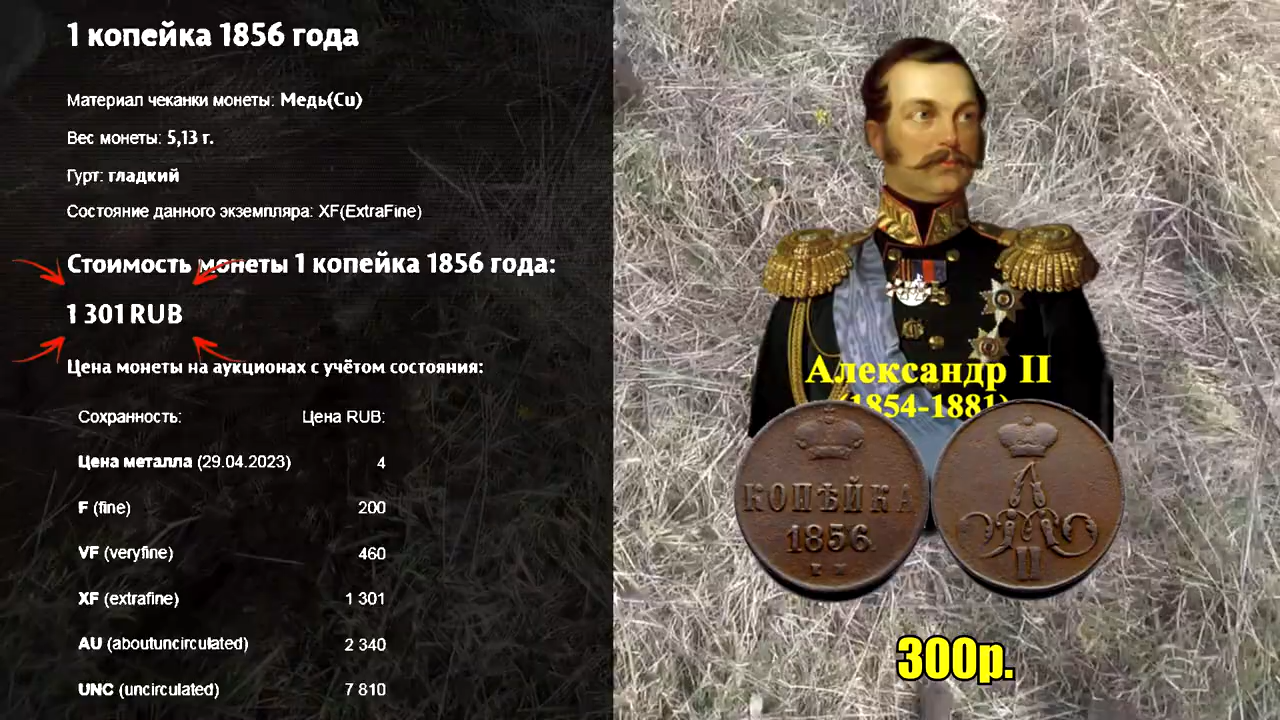 1 копейка 1856 года
Материал чеканки монеты: Медь(Cu)
Вес монеты: 5,13 г.
Гурт: гладкий
Состояние данного экземпляра: XF(ExtraFine)
Стоимость монеты 1 копейка 1856 года:
1 301 RUB
Цена монеты на аукционах с учётом состояния:
Сохранность: Цена RUB:
Цена металла (29.04.2023) 4
F (fine) 200
VF (veryfine) 460
XF (extrafine) 1 301
AU (aboutuncirculated) 2 340
UNC (uncirculated) 7 810
Александр II
(1854-1881)
КОПѢЙКА
1856.
II
300р.